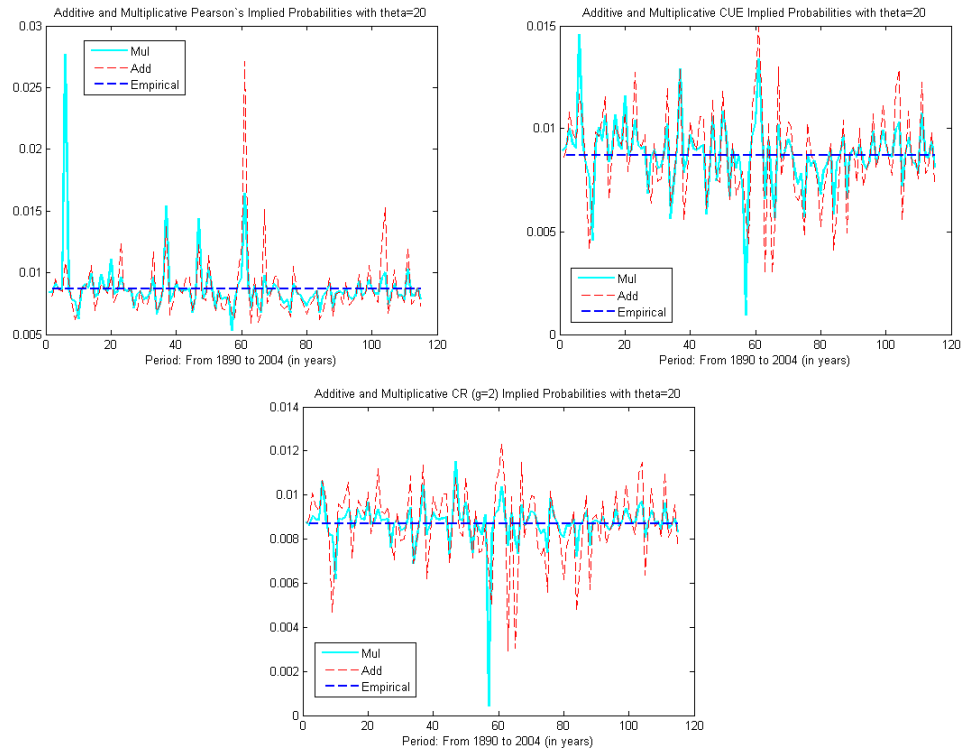 Additive and Multiplicative Pearson`s Implied Probabilities with theta=20
0.03
0.025
0.02
0.015
0.01
0.005
Mul
Add
Empirical
0 20 40 60 80 100 120
Period: From 1890 to 2004 (in years)
Additive and Multiplicative CUE Implied Probabilities with theta=20
0.015
0.01
0.005
0
Mul
Add
Empirical
0 20 40 60 80 100 120
Period: From 1890 to 2004 (in years)
Additive and Multiplicative CR (g=2) Implied Probabilities with theta=20
0.014
0.012
0.01
0.008
0.006
0.004
0.002
0
Mul
Add
Empirical
0 20 40 60 80 100 120
Period: From 1890 to 2004 (in years)